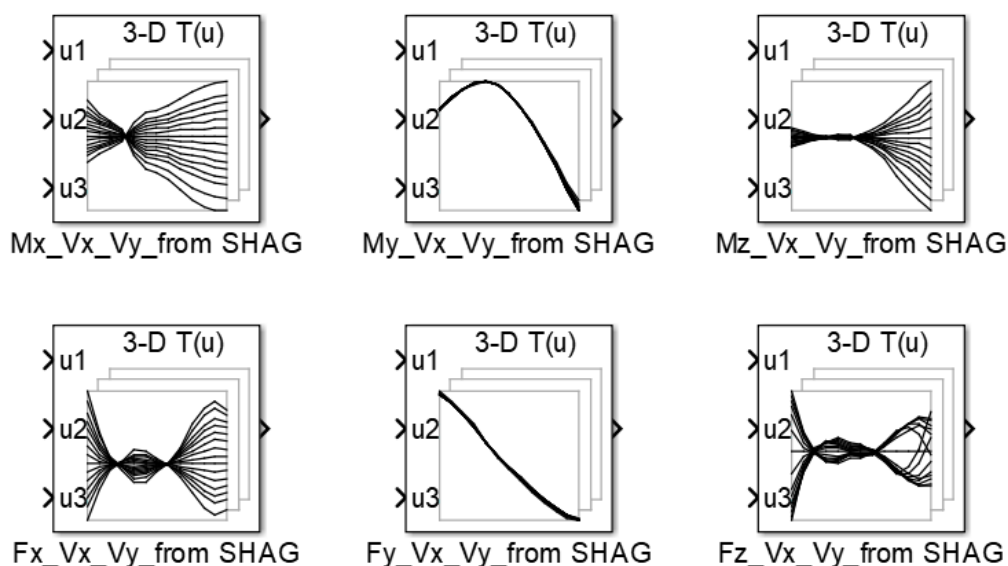 3-D T(u)
u1
u2
u3
Mx_Vx_Vy_from SHAG
3-D T(u)
u1
u2
u3
My_Vx_Vy_from SHAG
3-D T(u)
u1
u2
u3
Mz_Vx_Vy_from SHAG
3-D T(u)
u1
u2
u3
Fx_Vx_Vy_from SHAG
3-D T(u)
u1
u2
u3
Fy_Vx_Vy_from SHAG
3-D T(u)
u1
u2
u3
Fz_Vx_Vy_from SHAG